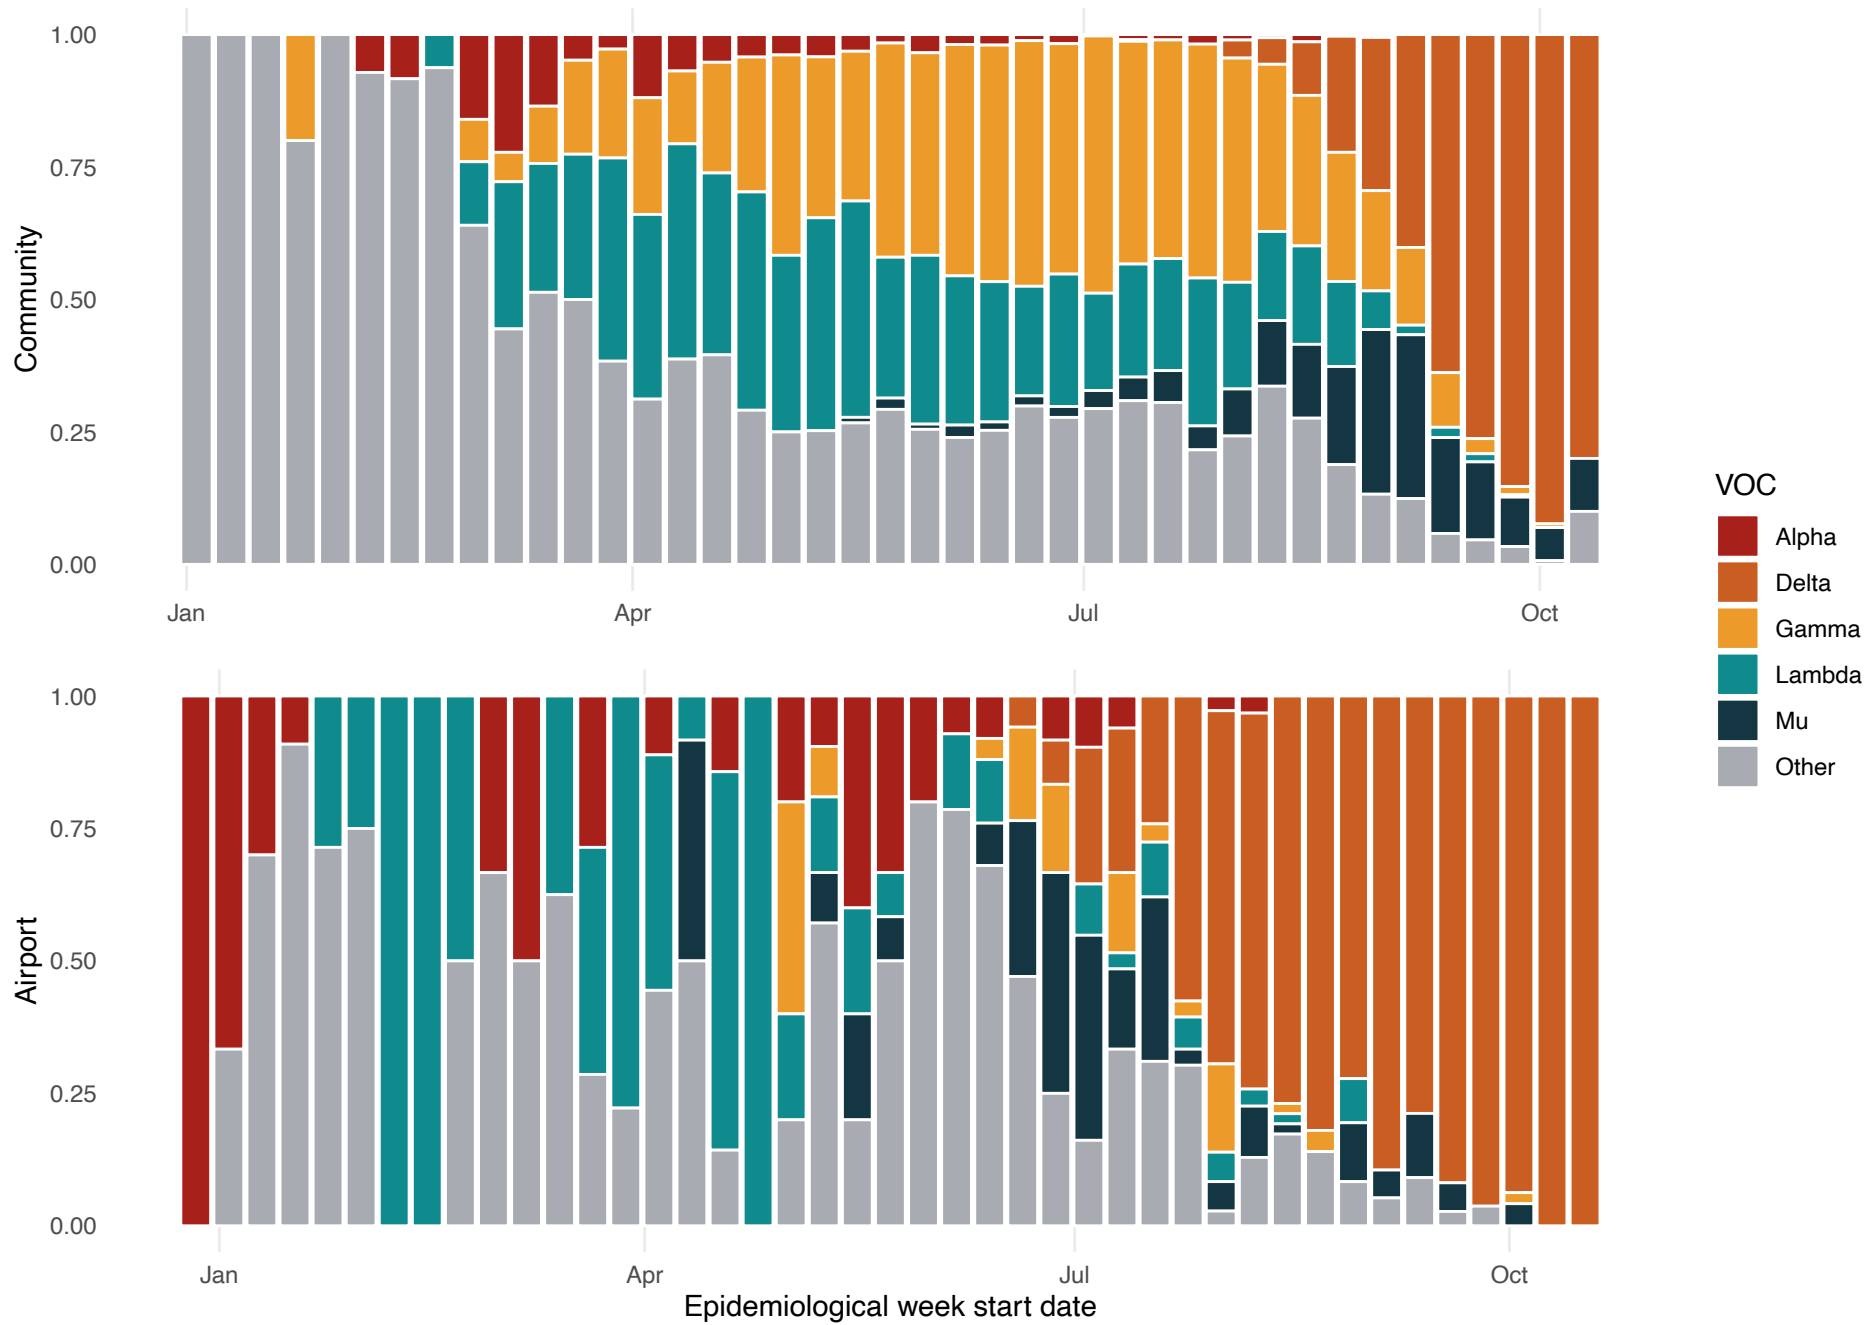 Community
1.00
0.75
0.50
0.25
0.00
Jan
Apr
Jul
Oct
Airport
1.00
0.75
0.50
0.25
0.00
Jan
Apr
Jul
Oct
Epidemiological week start date
VOC
Alpha
Delta
Gamma
Lambda
Mu
Other